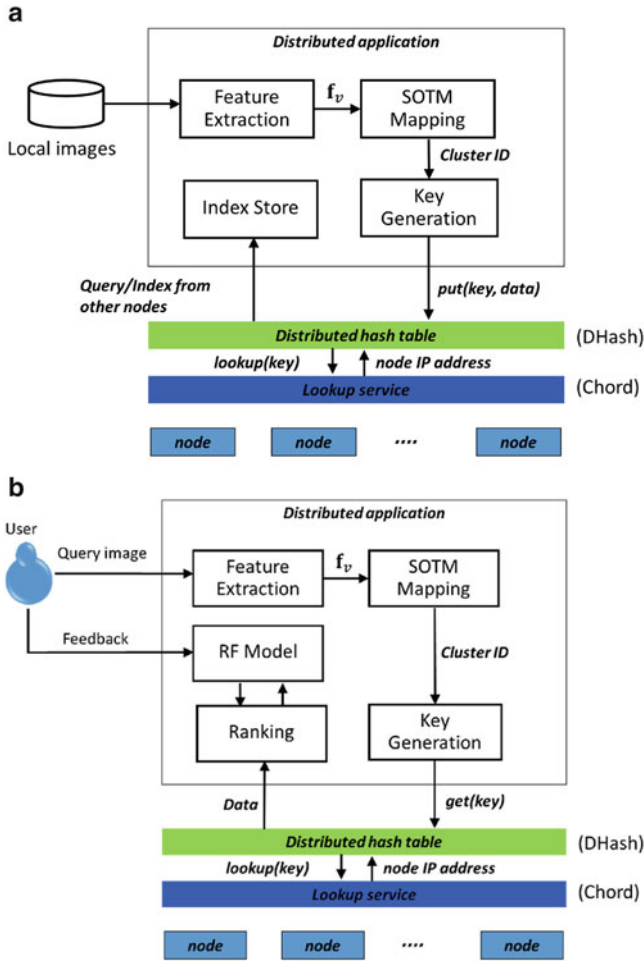 a
Distributed application
Feature
Extraction
f_v
SOTM
Mapping
Local images
Cluster ID
Index Store
Key
Generation
Query/Index from
other nodes
put(key, data)
Distributed hash table
(DHash)
lookup(key)
node IP address
Lookup service
(Chord)
node
node
....
node
b
Distributed application
User
Query image
Feature
Extraction
f_v
SOTM
Mapping
Feedback
RF Model
Cluster ID
Ranking
Key
Generation
Data
get(key)
Distributed hash table
(DHash)
lookup(key)
node IP address
Lookup service
(Chord)
node
node
....
node